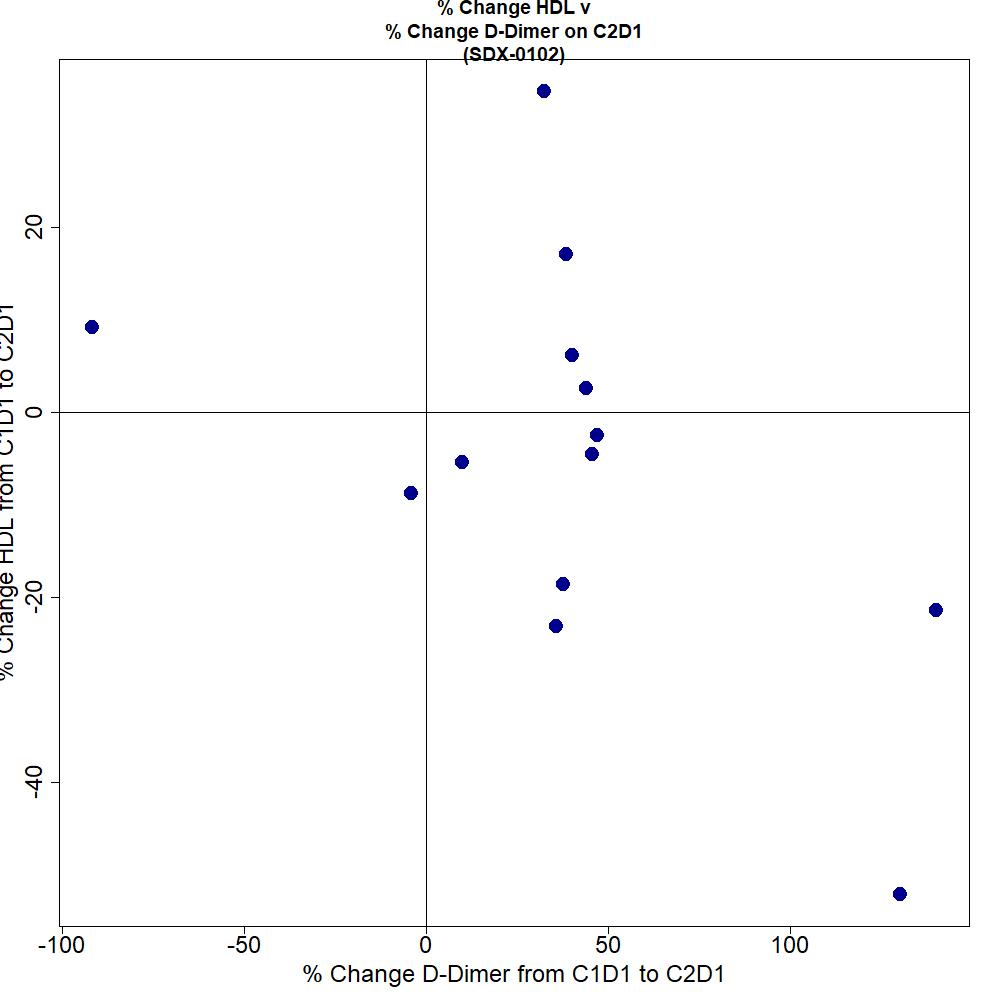 % Change HDL v
% Change D-Dimer on C2D1
(SDX-0102)
% Change HDL from C1D1 to C2D1
20
0
-20
-40
-100
-50
0
50
100
% Change D-Dimer from C1D1 to C2D1